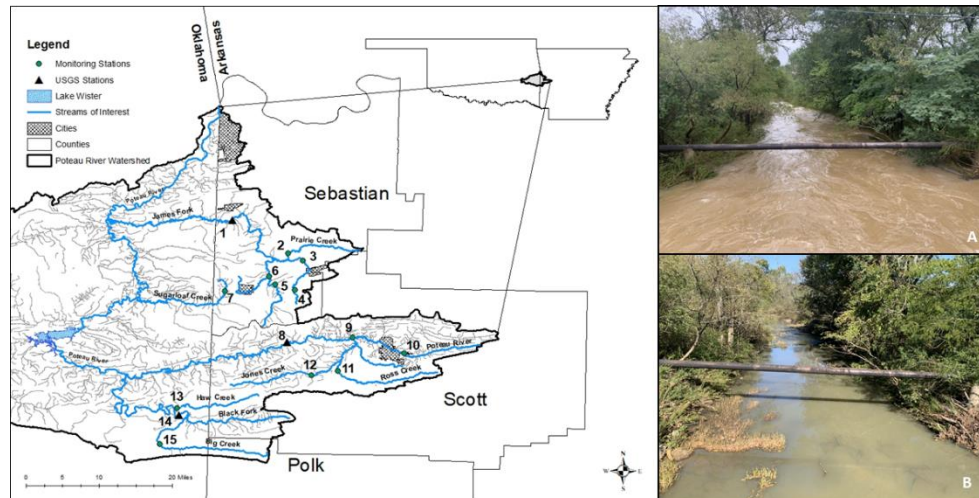 Oklahoma
Arkansas
Legend
Monitoring Stations
USGS Stations
Lake Wister
Streams of Interest
Cities
Counties
Poteau River Watershed
Sebastian
Poteau River
James Fork
1
Prairie Creek
2
3
6
5
4
Sugarloaf Creek
7
8
9
10
Poteau River
Poteau River
Jones Creek
12
11
Ross Creek
Scott
13
Haw Creek
14
Black Fork
15
Big Creek
Polk
0 5 10 20 Miles
N
W E
S
A
B